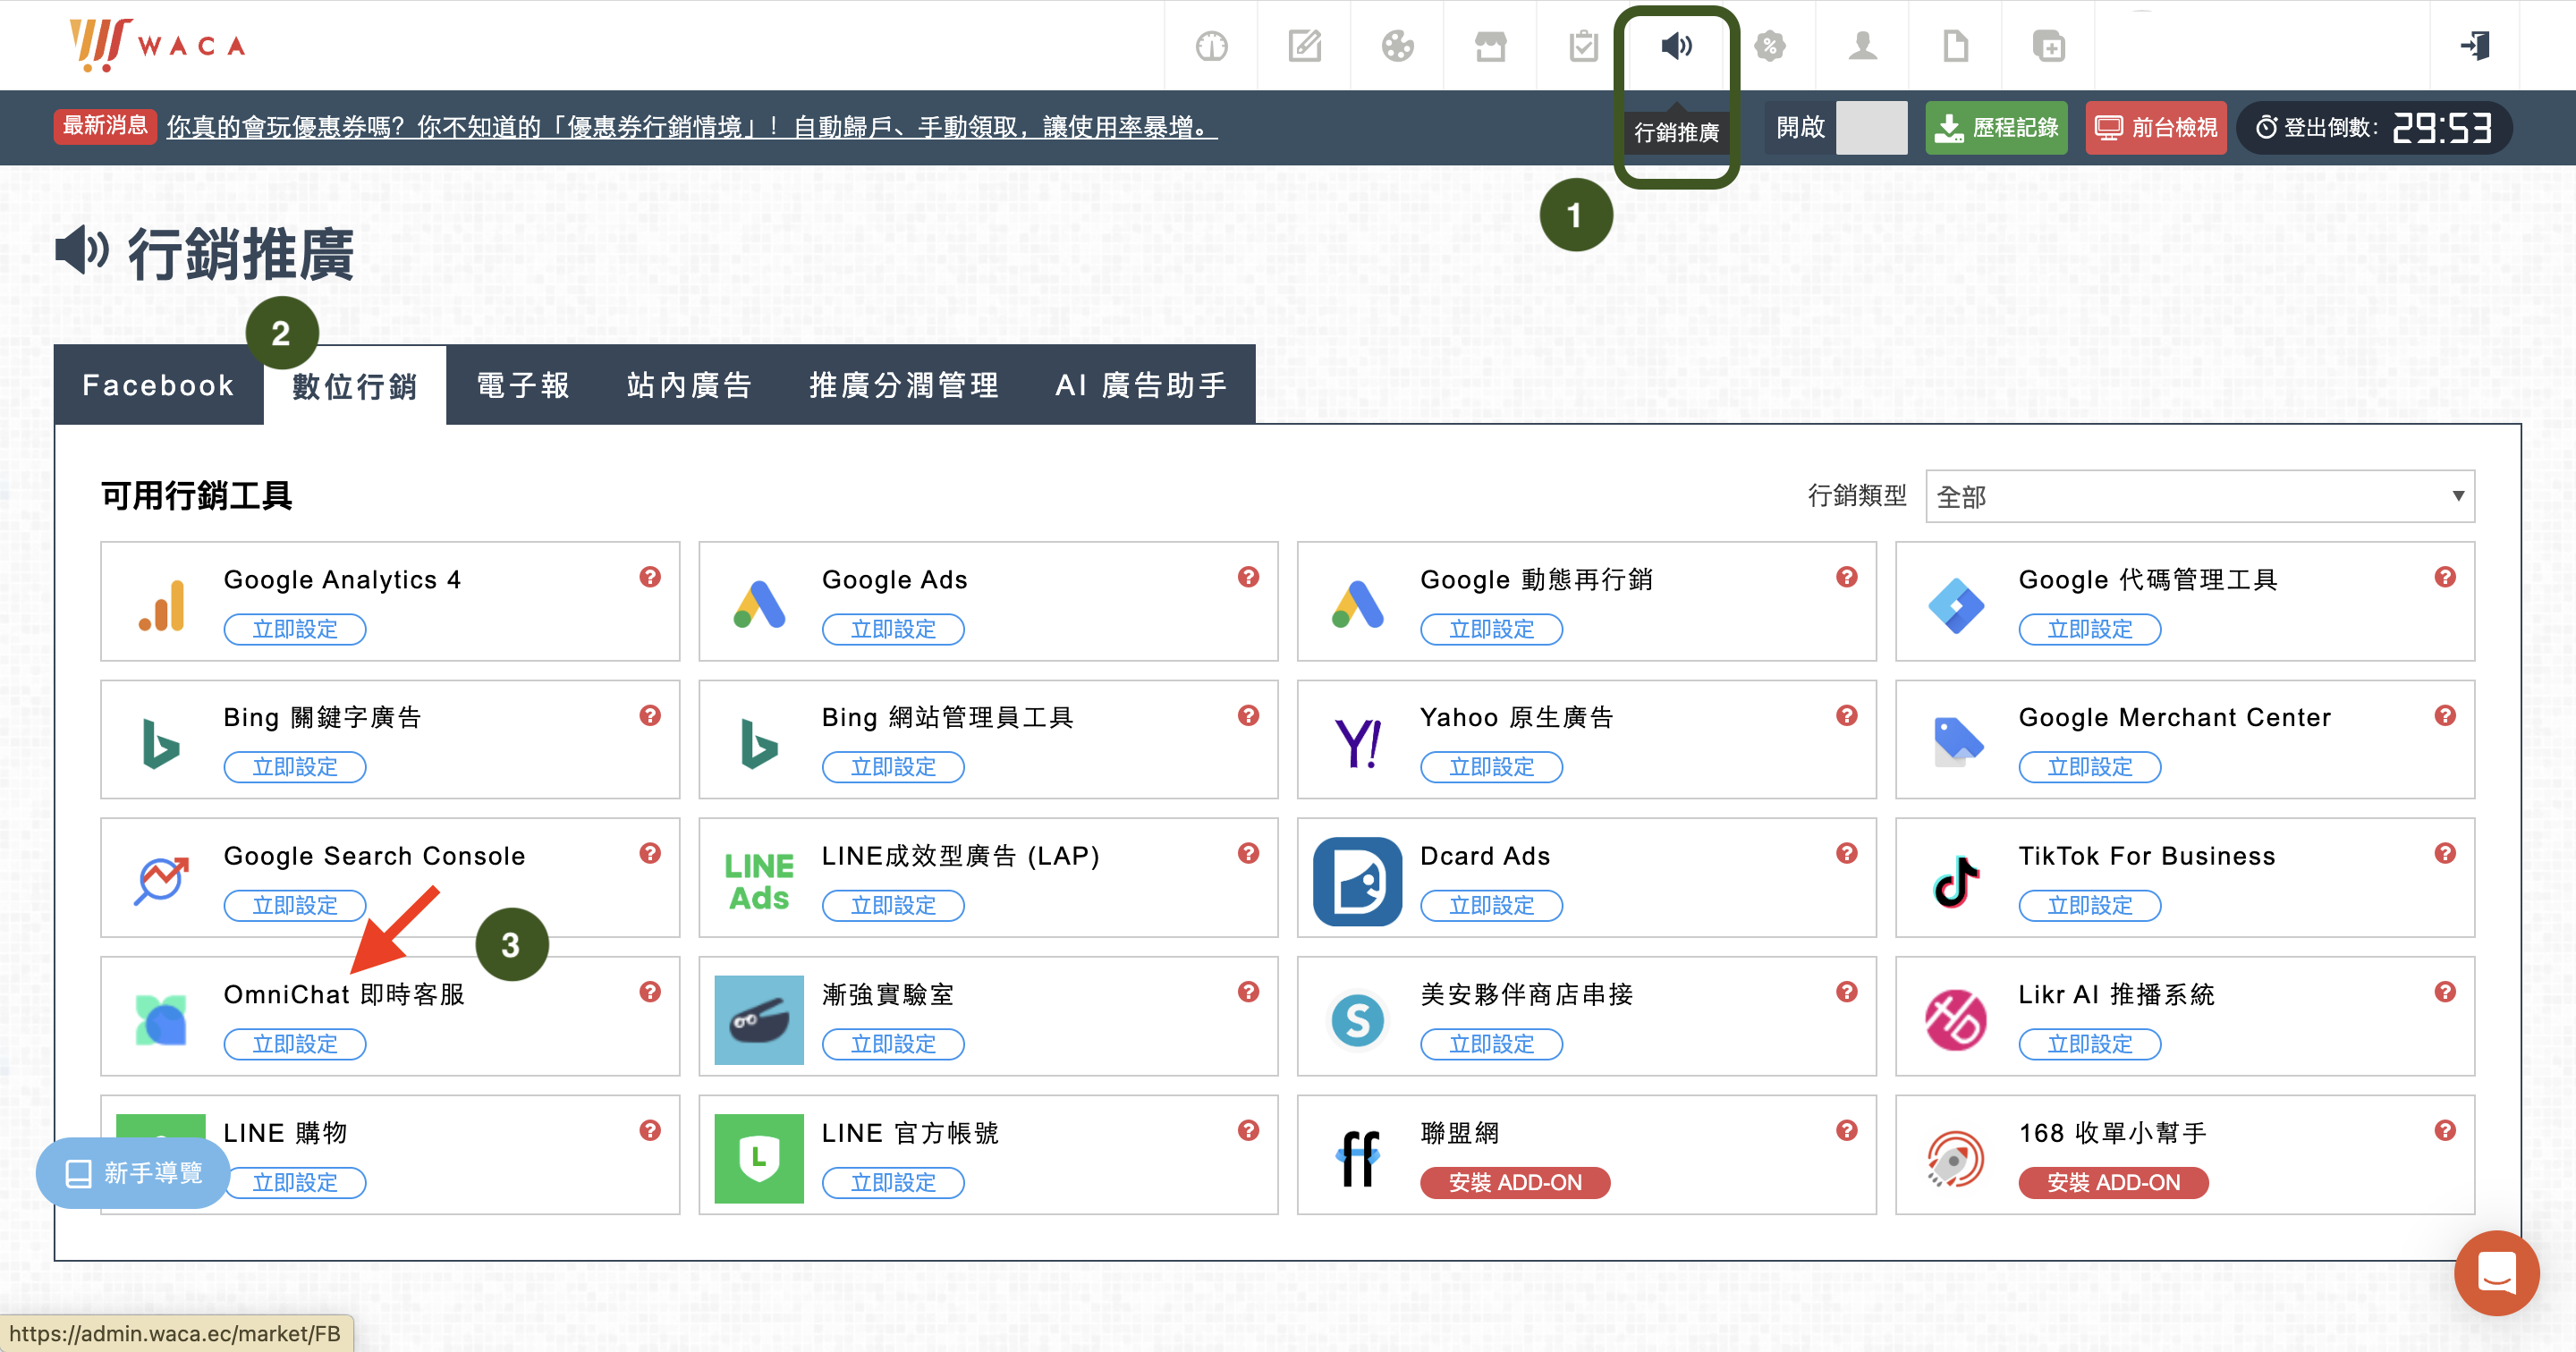 WACA
最新消息 你真的會玩優惠券嗎？你不知道的「優惠券行銷情境」！自動歸戶、手動領取，讓使用率暴增。
行銷推廣
開啟
歷程記錄
前台檢視
登出倒數： 29:53
1
行銷推廣
2
Facebook 數位行銷 電子報 站內廣告 推廣分潤管理 AI 廣告助手
可用行銷工具
行銷類型 全部
Google Analytics 4
立即設定
Google Ads
立即設定
Google 動態再行銷
立即設定
Google 代碼管理工具
立即設定
Bing 關鍵字廣告
立即設定
Bing 網站管理員工具
立即設定
Y! Yahoo 原生廣告
立即設定
Google Merchant Center
立即設定
Google Search Console
立即設定
LINE Ads
LINE成效型廣告 (LAP)
立即設定
Dcard Ads
立即設定
TikTok For Business
立即設定
3
OmniChat 即時客服
立即設定
漸強實驗室
立即設定
S 美安夥伴商店串接
立即設定
Likr AI 推播系統
立即設定
LINE 購物
立即設定
L LINE 官方帳號
立即設定
聯盟網
安裝 ADD-ON
168 收單小幫手
安裝 ADD-ON
新手導覽
https://admin.waca.ec/market/FB